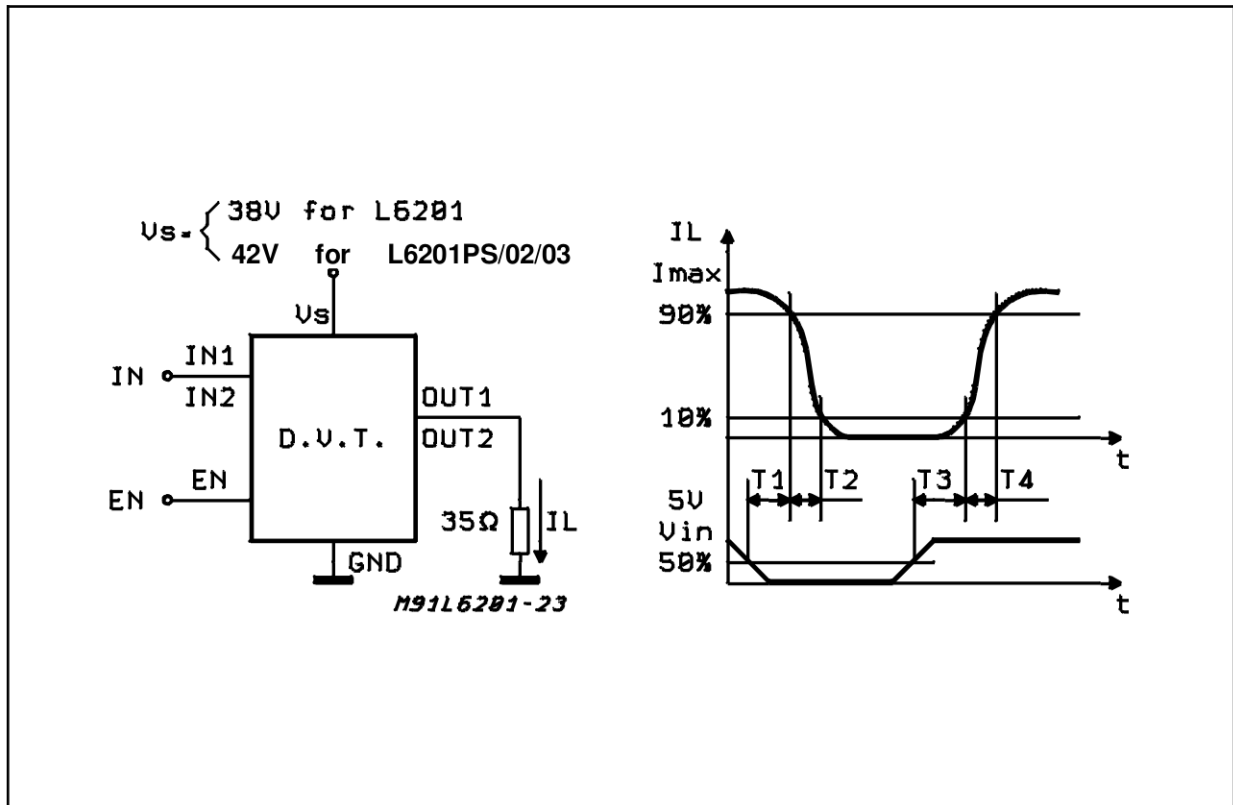 Vs= { 38V for L6201
42V for L6201PS/02/03
Vs
IN IN1
IN2
EN EN
D.V.T.
OUT1
OUT2
35Ω IL
GND
M91L6201-23
IL
Imax
90%
10%
t
T1 T2 T3 T4
5V
Vin
50%
t